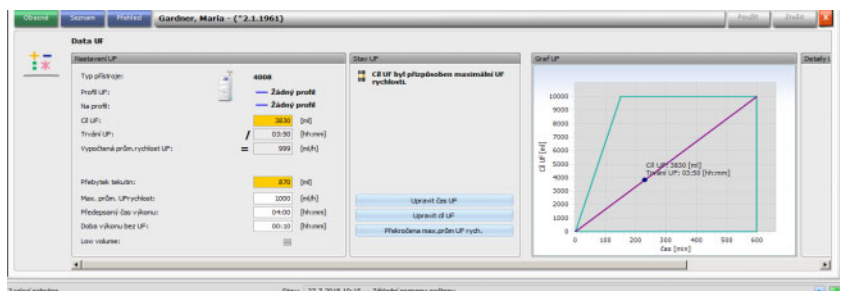 Obecné Seznam Přehled Gardner, Maria - (*2.1.1961) Použít Zrušit X
Data UF
Nastavení UF
Typ přístroje: 4008
Profil UF: Žádný profil
Na profil: Žádný profil
Cíl UF: 3830 [ml]
Trvání UF: / 03:50 [hh:mm]
Vypočtená prům.rychlost UF: = 999 [ml/h]
Přebytek tekutin: 870 [ml]
Max. prům. UFrychlost: 1000 [ml/h]
Předepsaný čas výkonu: 04:00 [hh:mm]
Doba výkonu bez UF: 00:10 [hh:mm]
Low volume:
Stav UF
Cíl UF byl přizpůsoben maximální UF
rychlosti.
Upravit čas UF
Upravit cíl UF
Překročena max.prům UF rych.
Graf UF
Cíl UF [ml]
10000
9000
8000
7000
6000
5000
4000
3000
2000
1000
0
Cíl UF: 3830 [ml]
Trvání UF: 03:50 [hh:mm]
0 100 200 300 400 500 600
čas [min]
Detaily